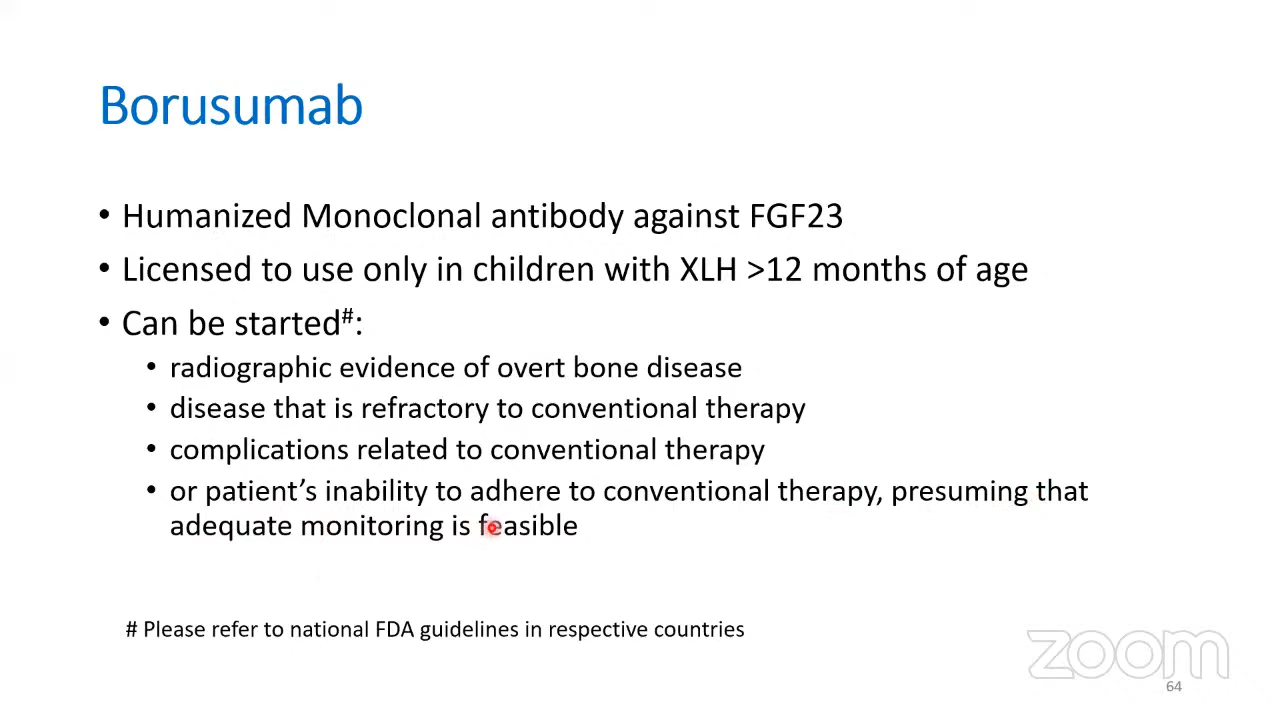 Borusumab
• Humanized Monoclonal antibody against FGF23
• Licensed to use only in children with XLH >12 months of age
• Can be started#:
• radiographic evidence of overt bone disease
• disease that is refractory to conventional therapy
• complications related to conventional therapy
• or patient’s inability to adhere to conventional therapy, presuming that
adequate monitoring is feasible
# Please refer to national FDA guidelines in respective countries
zoom
64